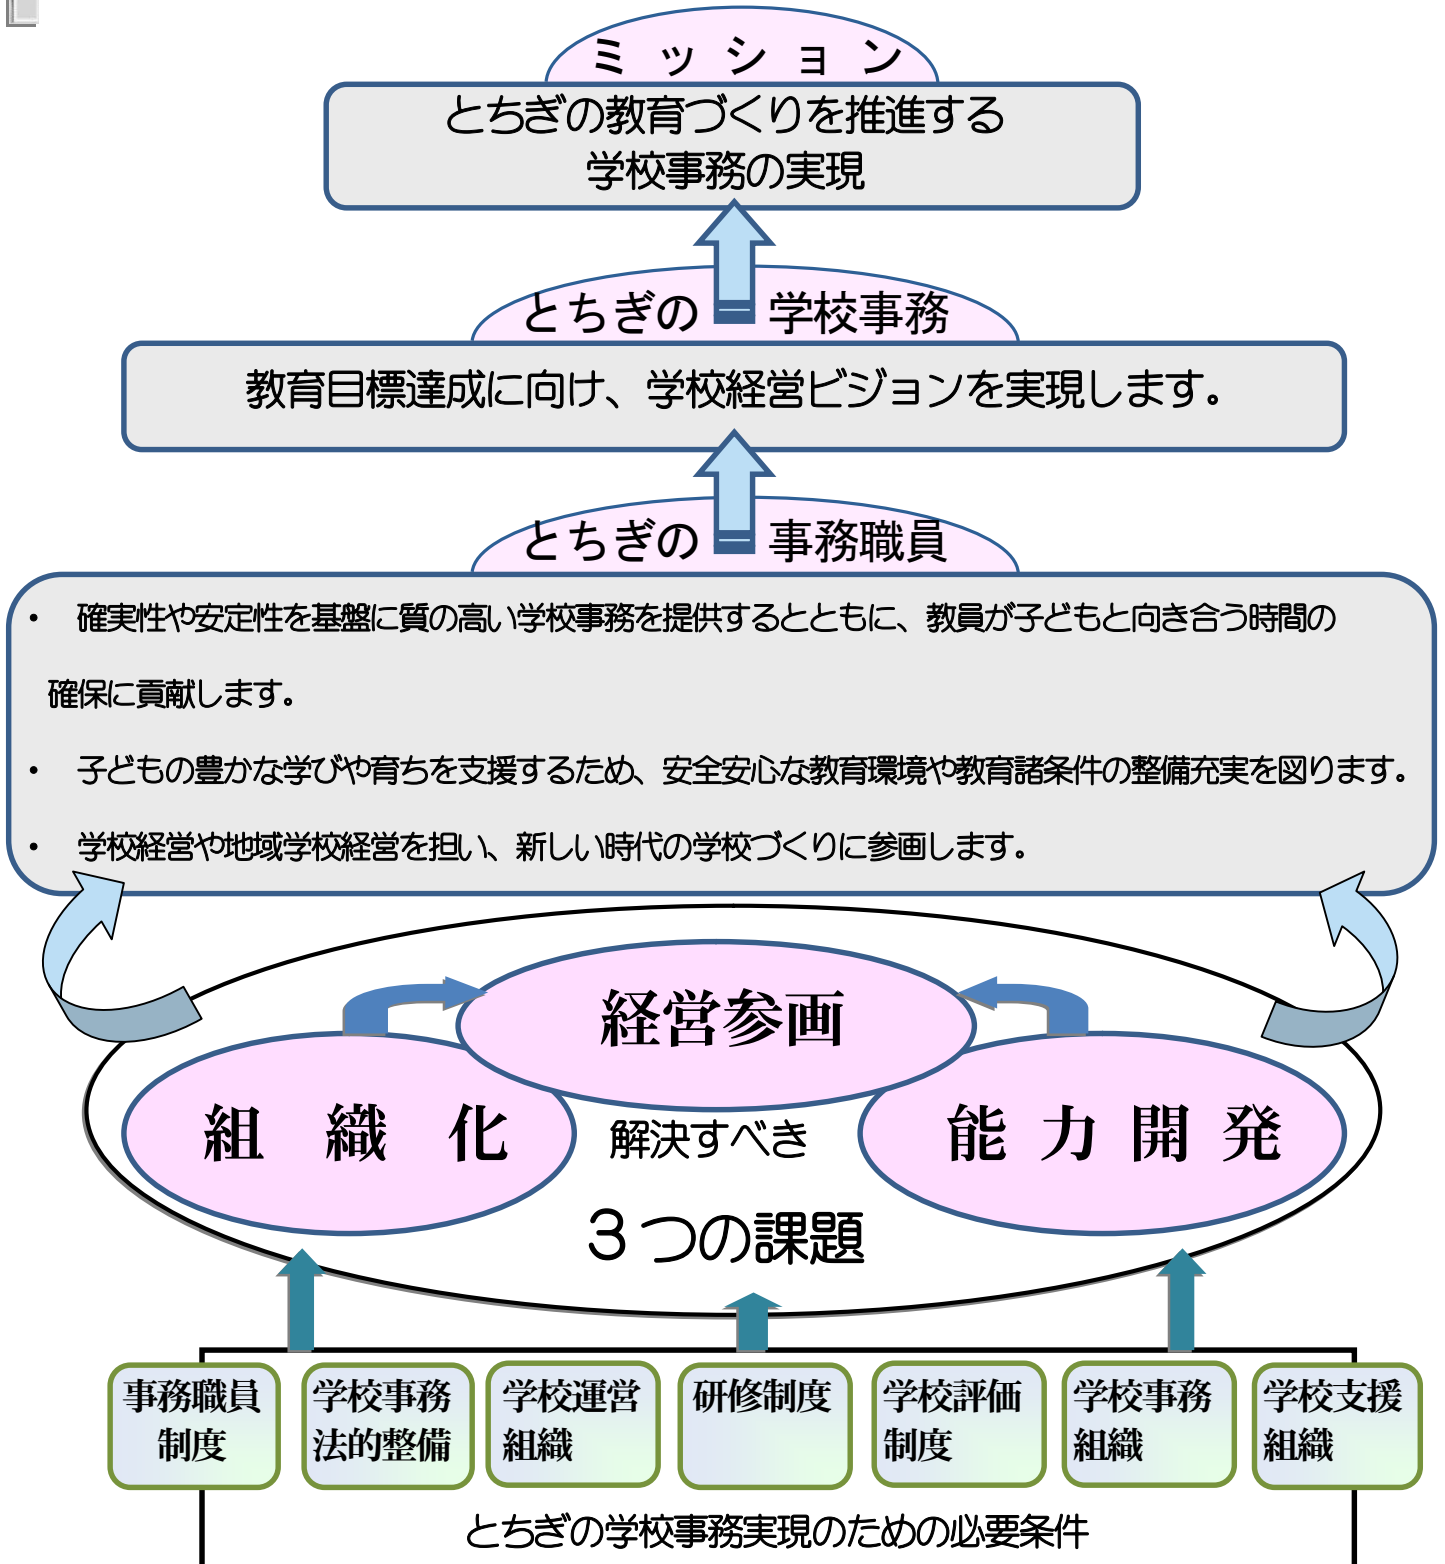 ミッション
とちぎの教育づくりを推進する
学校事務の実現
とちぎの 学校事務
教育目標達成に向け、学校経営ビジョンを実現します。
とちぎの 事務職員
・ 確実性や安定性を基盤に質の高い学校事務を提供するとともに、教員が子どもと向き合う時間の
確保に貢献します。
・ 子どもの豊かな学びや育ちを支援するため、安全安心な教育環境や教育諸条件の整備充実を図ります。
・ 学校経営や地域学校経営を担い、新しい時代の学校づくりに参画します。
経営参画
組織化
能力開発
解決すべき
3つの課題
事務職員
制度
学校事務
法的整備
学校運営
組織
研修制度
学校評価
制度
学校事務
組織
学校支援
組織
とちぎの学校事務実現のための必要条件